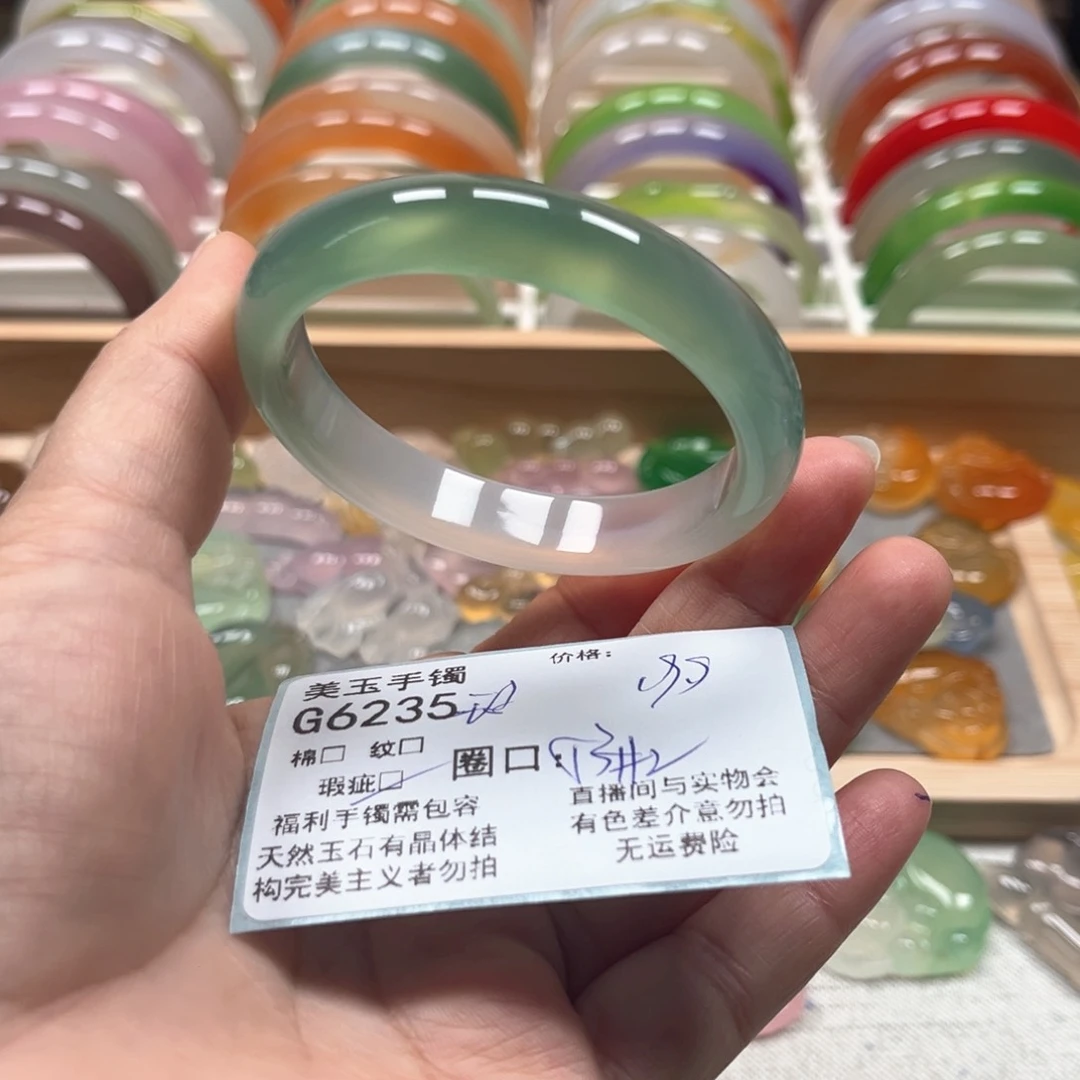 美玉手镯
价格:
G6235
棉□ 纹□
瑕疵□
圈口:
福利手镯需包容
天然玉石有晶体结
构完美主义者勿拍
直播间与实物会
有色差介意勿拍
无运费险